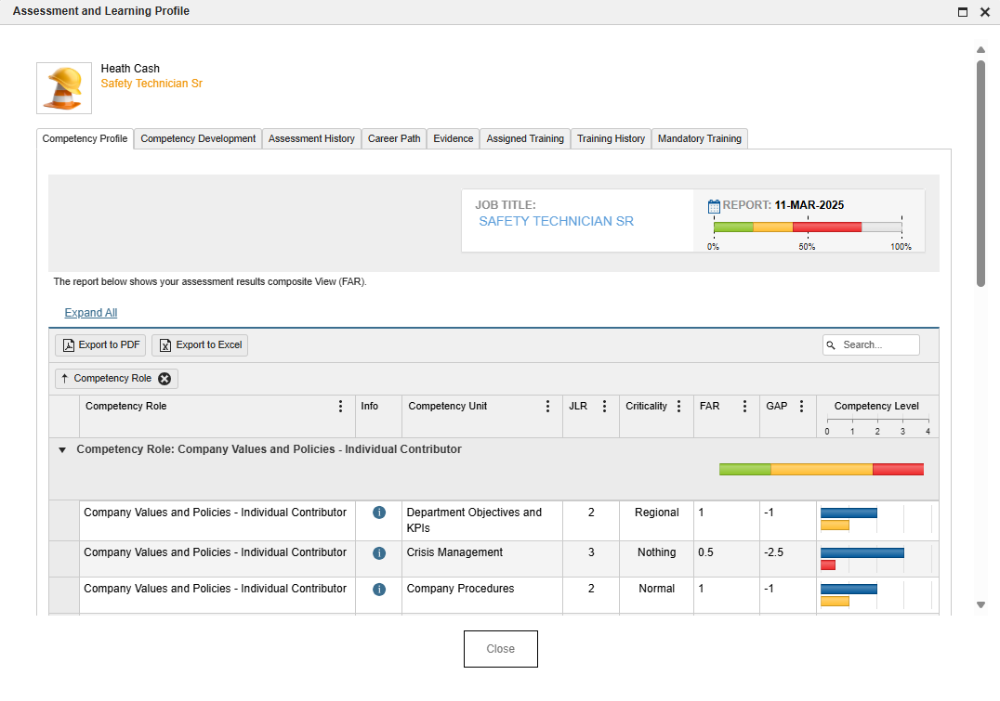 Assessment and Learning Profile
Heath Cash
Safety Technician Sr
Competency Profile
Competency Development
Assessment History
Career Path
Evidence
Assigned Training
Training History
Mandatory Training
JOB TITLE:
SAFETY TECHNICIAN SR
REPORT: 11-MAR-2025
0% 50% 100%
The report below shows your assessment results composite View (FAR).
Expand All
Export to PDF
Export to Excel
Search...
Competency Role
Competency Role Info Competency Unit JLR Criticality FAR GAP Competency Level
0 1 2 3 4
Competency Role: Company Values and Policies - Individual Contributor
Company Values and Policies - Individual Contributor Department Objectives and 2 Regional 1 -1
KPIs
Company Values and Policies - Individual Contributor Crisis Management 3 Nothing 0.5 -2.5
Company Values and Policies - Individual Contributor Company Procedures 2 Normal 1 -1
Close